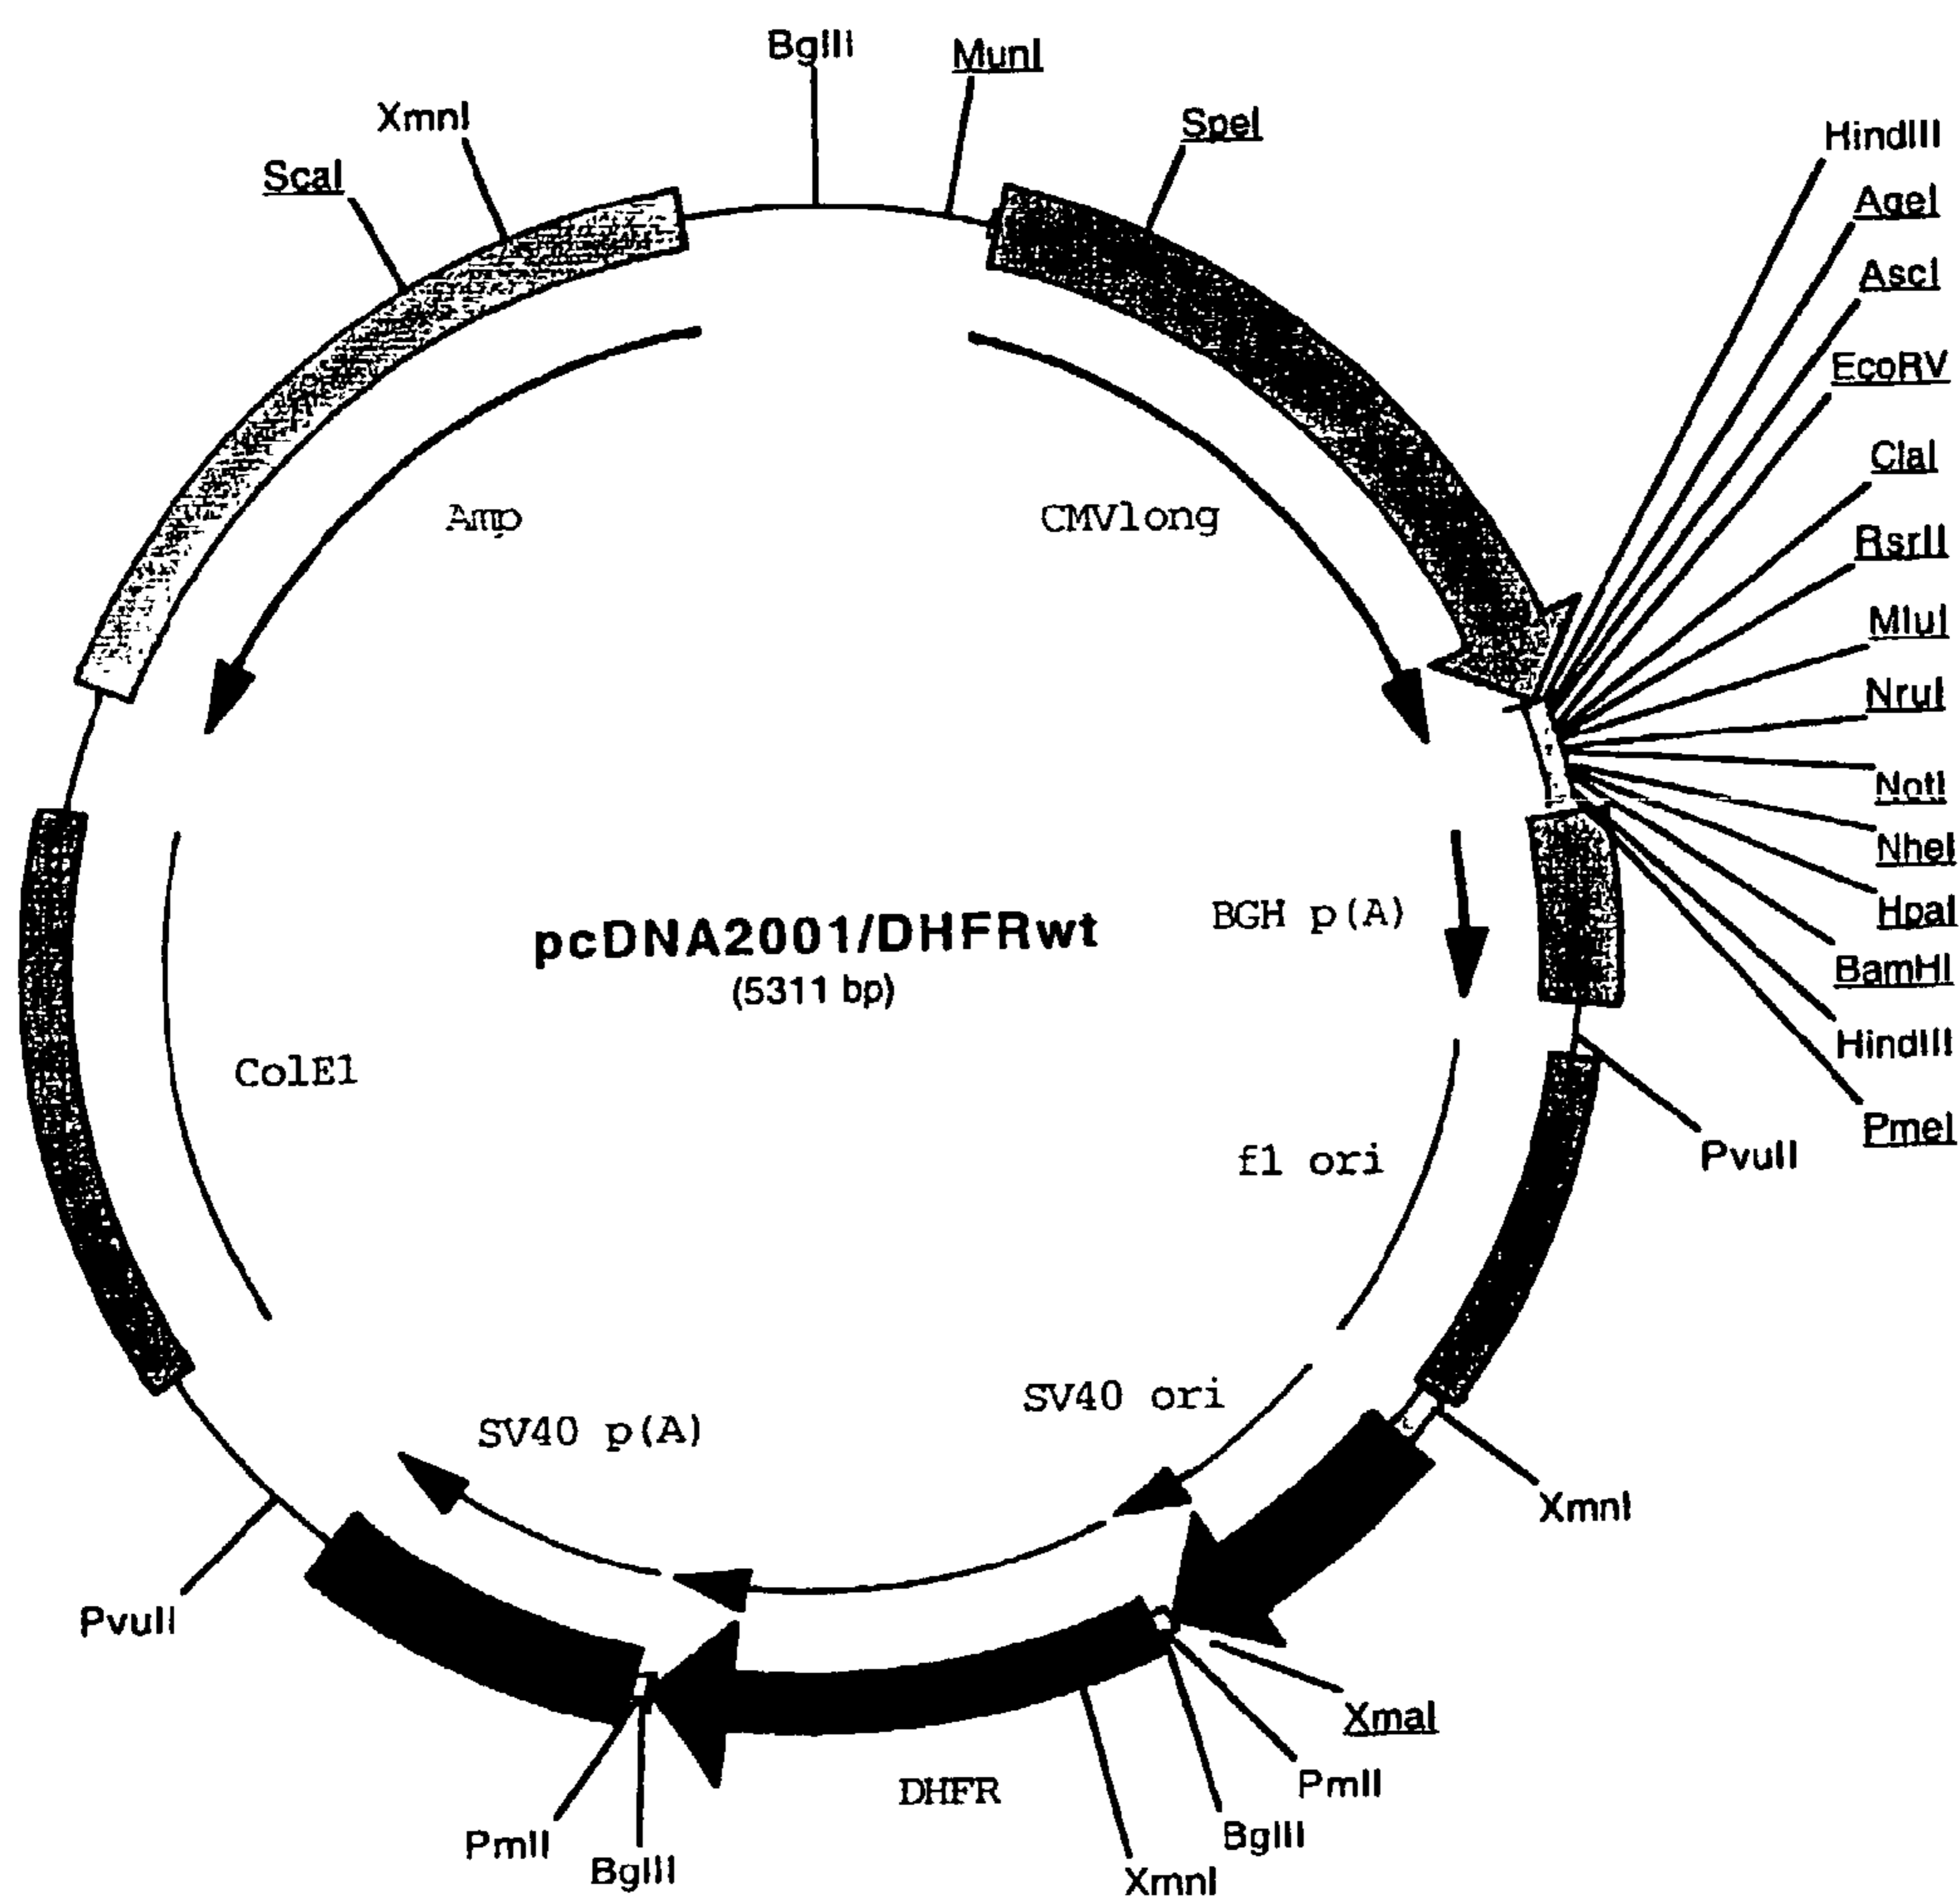 BglII
MunI
XmnI
SpeI
ScaI
HindIII
AgeI
AscI
EcoRV
ClaI
RsrII
MluI
NruI
NotI
NheI
HpaI
BamHI
HindIII
PmeI
PvuII
Amp
CMVlong
pcDNA2001/DHFRwt
(5311 bp)
BGH p(A)
ColE1
f1 ori
SV40 ori
SV40 p(A)
XmnI
PvuII
XmaI
PmlI
BglII
XmnI
DHFR
PmlI
BglII